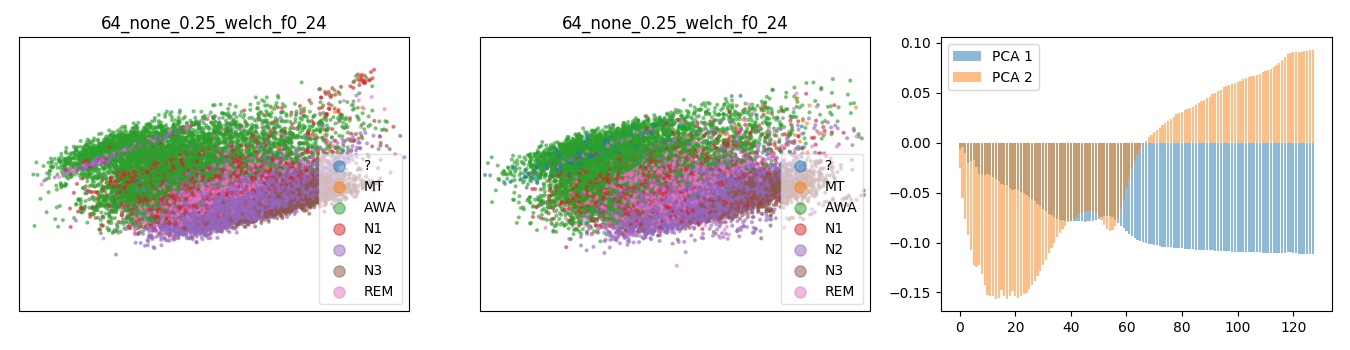 64_none_0.25_welch_f0_24
?
MT
AWA
N1
N2
N3
REM
64_none_0.25_welch_f0_24
?
MT
AWA
N1
N2
N3
REM
PCA 1
PCA 2
0.10
0.05
0.00
−0.05
−0.10
−0.15
0 20 40 60 80 100 120